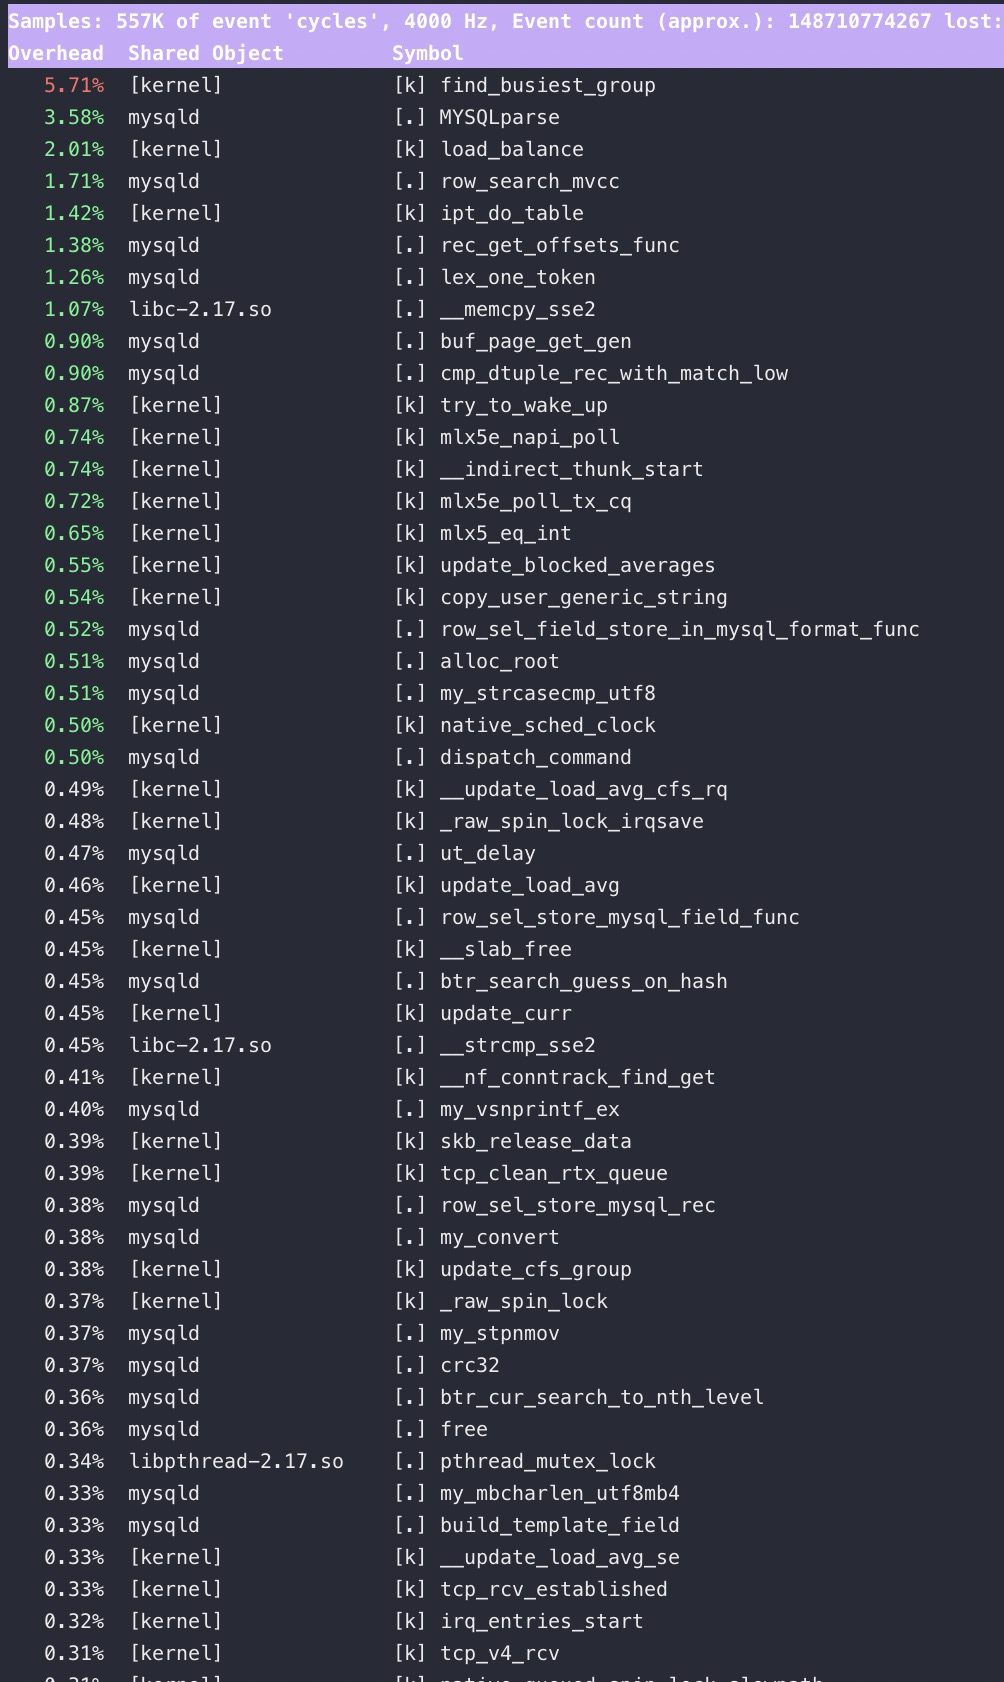 Samples: 557K of event 'cycles', 4000 Hz, Event count (approx.): 148710774267 lost:
Overhead  Shared Object         Symbol
5.71%  [kernel]              [k] find_busiest_group
3.58%  mysqld                [.] MYSQLparse
2.01%  [kernel]              [k] load_balance
1.71%  mysqld                [.] row_search_mvcc
1.42%  [kernel]              [k] ipt_do_table
1.38%  mysqld                [.] rec_get_offsets_func
1.26%  mysqld                [.] lex_one_token
1.07%  libc-2.17.so          [.] __memcpy_sse2
0.90%  mysqld                [.] buf_page_get_gen
0.90%  mysqld                [.] cmp_dtuple_rec_with_match_low
0.87%  [kernel]              [k] try_to_wake_up
0.74%  [kernel]              [k] mlx5e_napi_poll
0.74%  [kernel]              [k] __indirect_thunk_start
0.72%  [kernel]              [k] mlx5e_poll_tx_cq
0.65%  [kernel]              [k] mlx5_eq_int
0.55%  [kernel]              [k] update_blocked_averages
0.54%  [kernel]              [k] copy_user_generic_string
0.52%  mysqld                [.] row_sel_field_store_in_mysql_format_func
0.51%  mysqld                [.] alloc_root
0.51%  mysqld                [.] my_strcasecmp_utf8
0.50%  [kernel]              [k] native_sched_clock
0.50%  mysqld                [.] dispatch_command
0.49%  [kernel]              [k] __update_load_avg_cfs_rq
0.48%  [kernel]              [k] _raw_spin_lock_irqsave
0.47%  mysqld                [.] ut_delay
0.46%  [kernel]              [k] update_load_avg
0.45%  mysqld                [.] row_sel_store_mysql_field_func
0.45%  [kernel]              [k] __slab_free
0.45%  mysqld                [.] btr_search_guess_on_hash
0.45%  [kernel]              [k] update_curr
0.45%  libc-2.17.so          [.] __strcmp_sse2
0.41%  [kernel]              [k] __nf_conntrack_find_get
0.40%  mysqld                [.] my_vsnprintf_ex
0.39%  [kernel]              [k] skb_release_data
0.39%  [kernel]              [k] tcp_clean_rtx_queue
0.38%  mysqld                [.] row_sel_store_mysql_rec
0.38%  mysqld                [.] my_convert
0.38%  [kernel]              [k] update_cfs_group
0.37%  [kernel]              [k] _raw_spin_lock
0.37%  mysqld                [.] my_stpnmov
0.37%  mysqld                [.] crc32
0.36%  mysqld                [.] btr_cur_search_to_nth_level
0.36%  mysqld                [.] free
0.34%  libpthread-2.17.so    [.] pthread_mutex_lock
0.33%  mysqld                [.] my_mbcharlen_utf8mb4
0.33%  mysqld                [.] build_template_field
0.33%  [kernel]              [k] __update_load_avg_se
0.33%  [kernel]              [k] tcp_rcv_established
0.32%  [kernel]              [k] irq_entries_start
0.31%  [kernel]              [k] tcp_v4_rcv